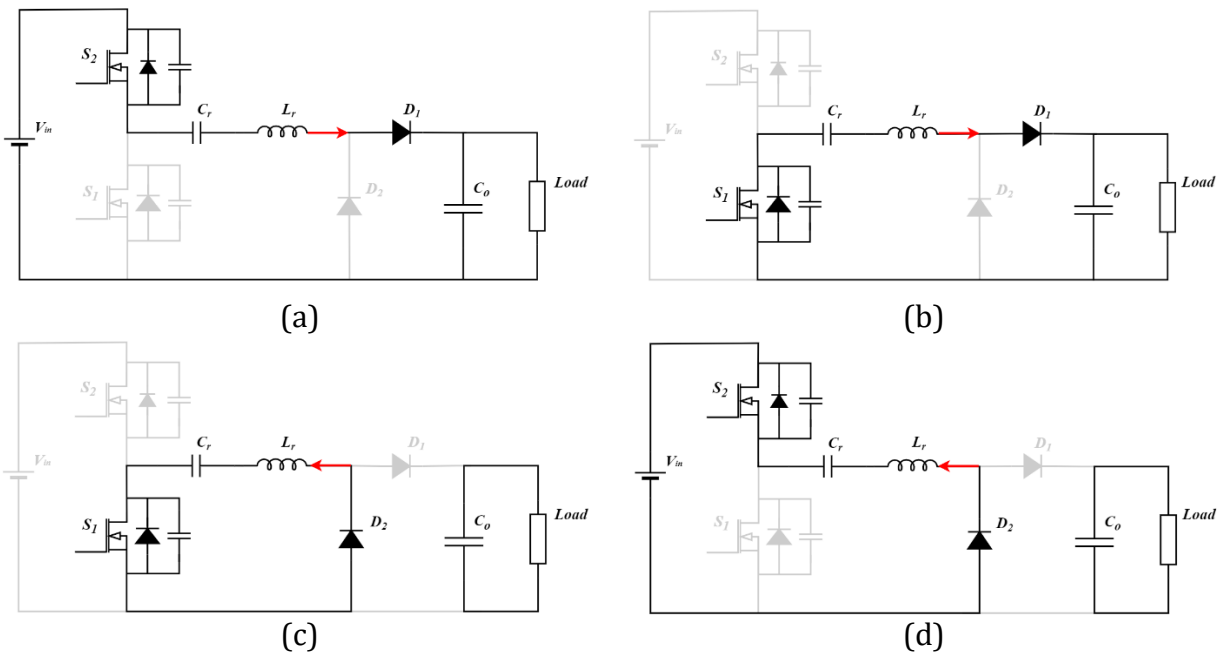 S2
Cr
Lr
D1
Vin
S1
D2
Co
Load
(a)
S2
Cr
Lr
D1
Vin
S1
D2
Co
Load
(b)
S2
Cr
Lr
D1
Vin
S1
D2
Co
Load
(c)
S2
Cr
Lr
D1
Vin
S1
D2
Co
Load
(d)